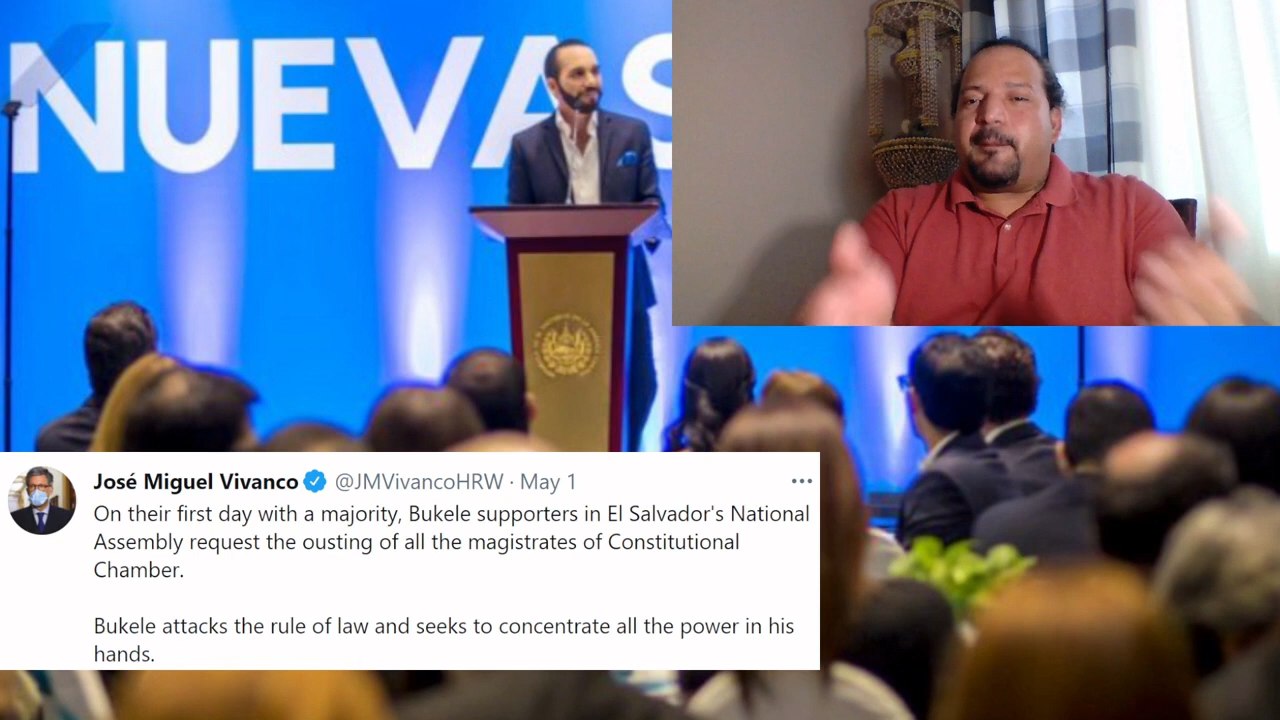 NUEVAS
José Miguel Vivanco @JMVivancoHRW · May 1
On their first day with a majority, Bukele supporters in El Salvador's National
Assembly request the ousting of all the magistrates of Constitutional
Chamber.
Bukele attacks the rule of law and seeks to concentrate all the power in his
hands.